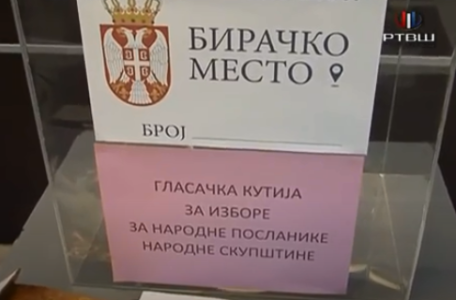 РТВШ
БИРАЧКО
МЕСТО
БРОЈ
ГЛАСАЧКА КУТИЈА
ЗА ИЗБОРЕ
ЗА НАРОДНЕ ПОСЛАНИКЕ
НАРОДНЕ СКУПШТИНЕ